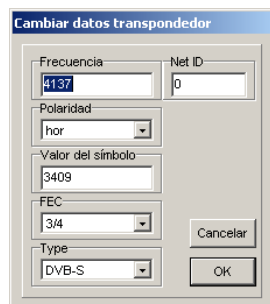 Cambiar datos transpondedor
Frecuencia
4137
Net ID
0
Polaridad
hor
Valor del símbolo
3409
FEC
3/4
Type
DVB-S
Cancelar
OK